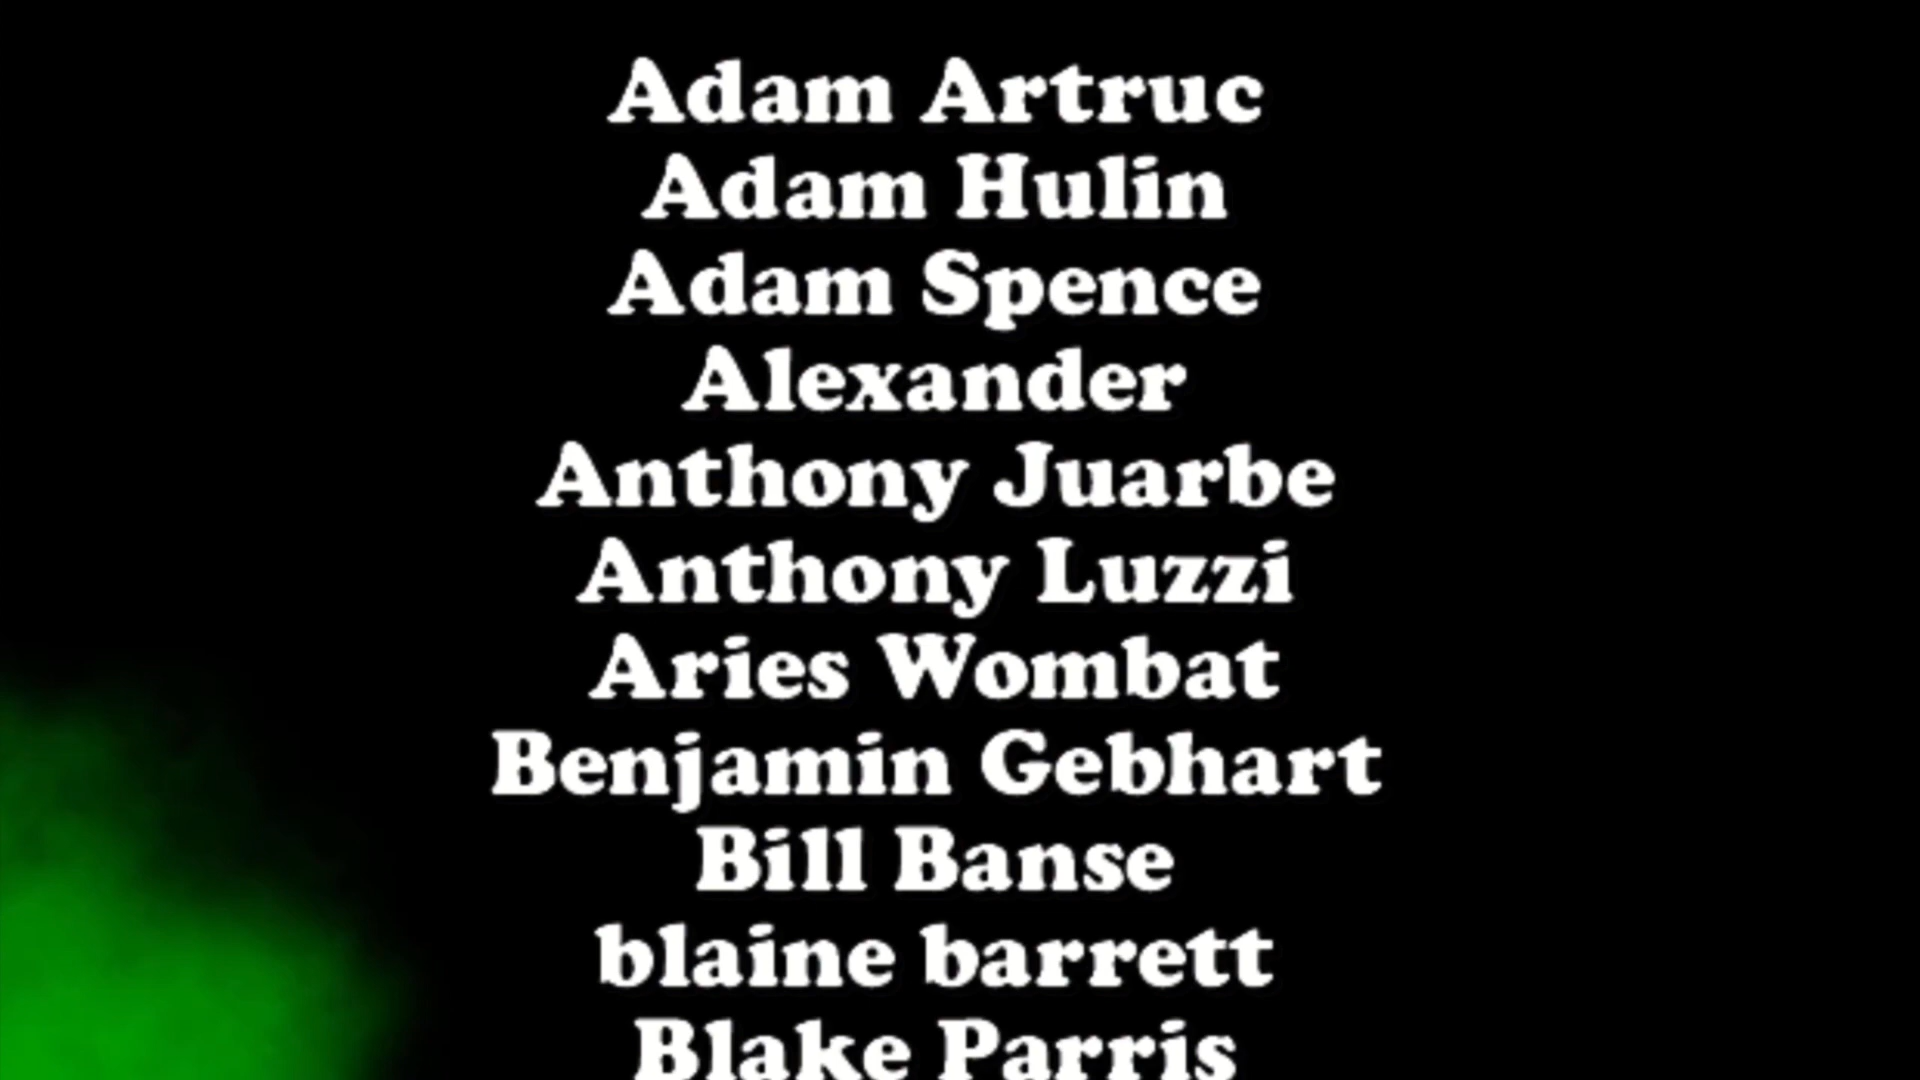 Adam Artruc
Adam Hulin
Adam Spence
Alexander
Anthony Juarbe
Anthony Luzzi
Aries Wombat
Benjamin Gebhart
Bill Banse
blaine barrett
Blake Parris